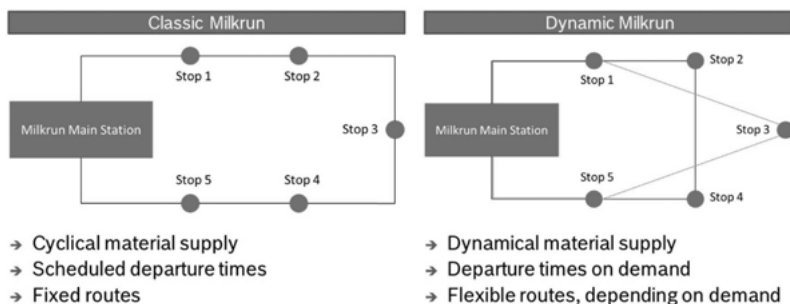 Classic Milkrun
Stop 1
Stop 2
Milkrun Main Station
Stop 3
Stop 5
Stop 4
→ Cyclical material supply
→ Scheduled departure times
→ Fixed routes
Dynamic Milkrun
Stop 2
Stop 1
Milkrun Main Station
Stop 3
Stop 5
Stop 4
→ Dynamical material supply
→ Departure times on demand
→ Flexible routes, depending on demand